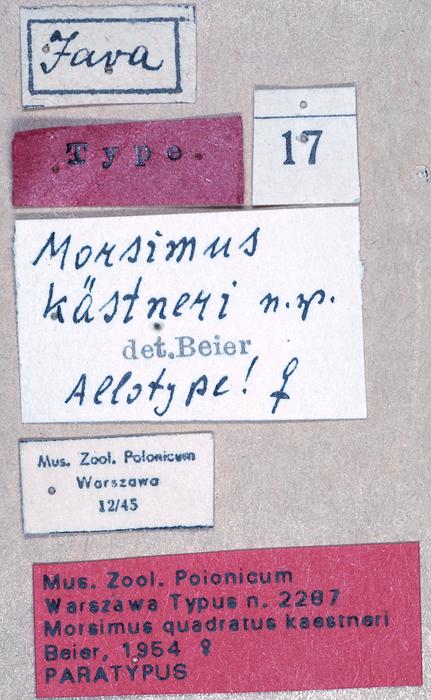 Java
Type.
17
Morsimus
kästneri n.sp.
det.Beier
Allotype! ♀
Mus. Zool. Polonicum
Warszawa
12/45
Mus. Zool. Polonicum
Warszawa Typus n. 2287
Morsimus quadratus kaestneri
Beier, 1954 ♀
PARATYPUS